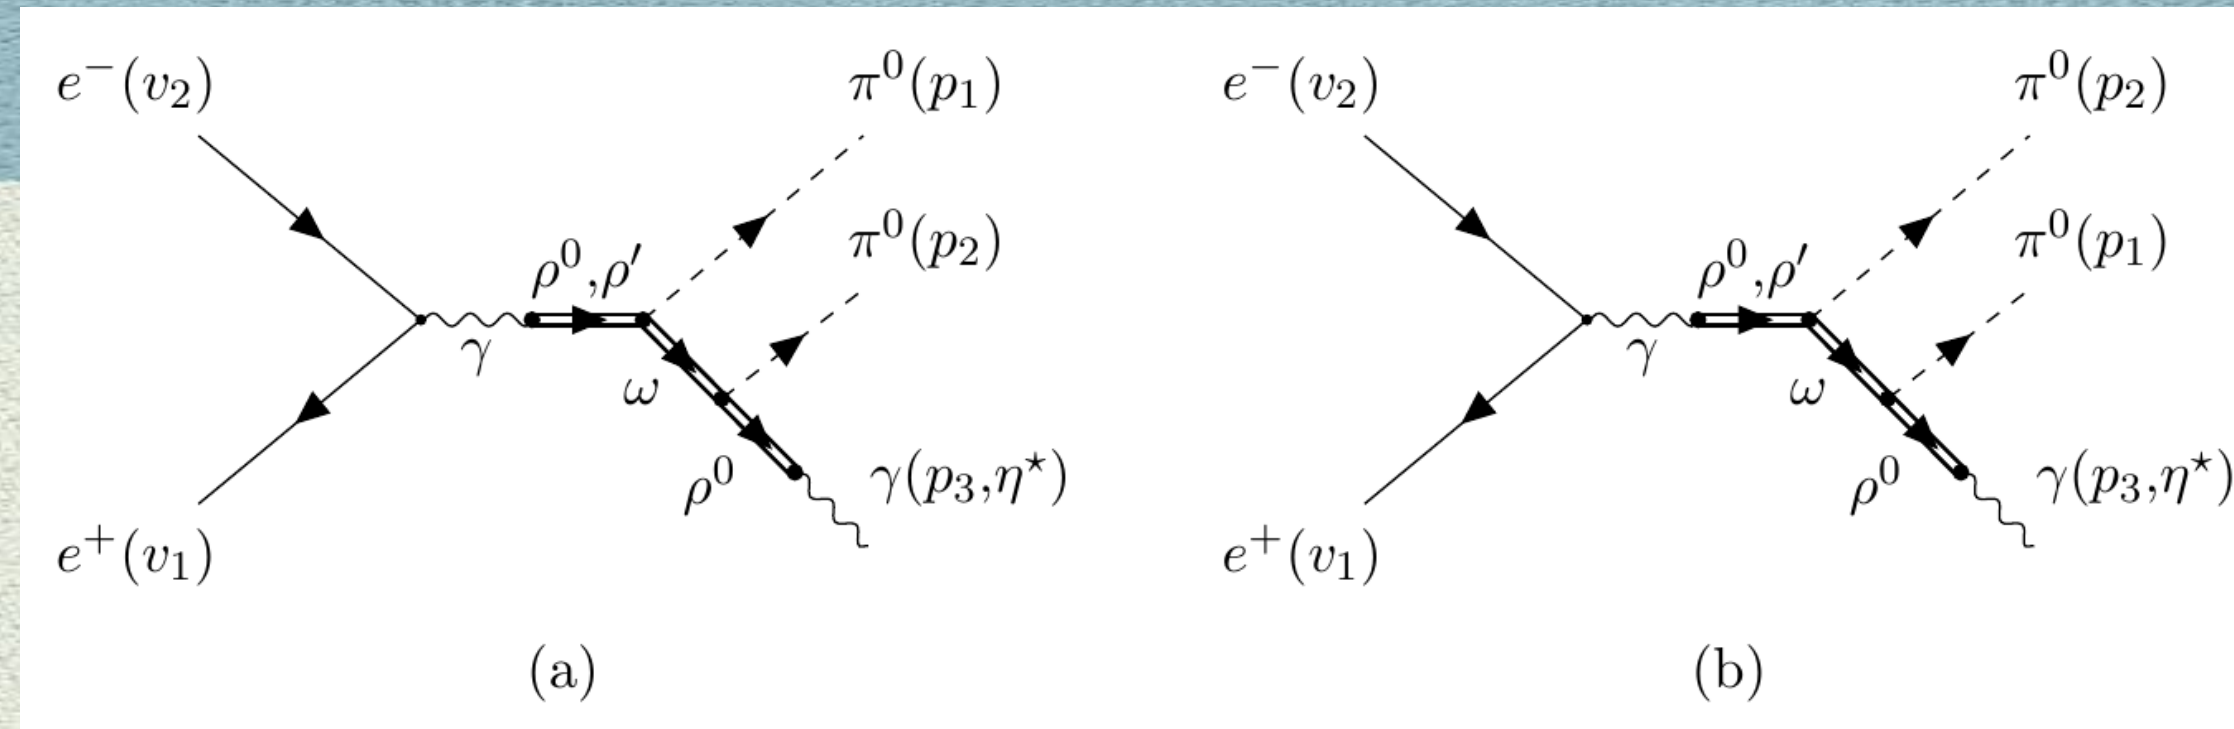 e⁻(v₂)
π⁰(p₁)
π⁰(p₂)
ρ⁰,ρ′
γ
ω
ρ⁰
γ(p₃,η⋆)
e⁺(v₁)
(a)
e⁻(v₂)
π⁰(p₂)
π⁰(p₁)
ρ⁰,ρ′
γ
ω
ρ⁰
γ(p₃,η⋆)
e⁺(v₁)
(b)